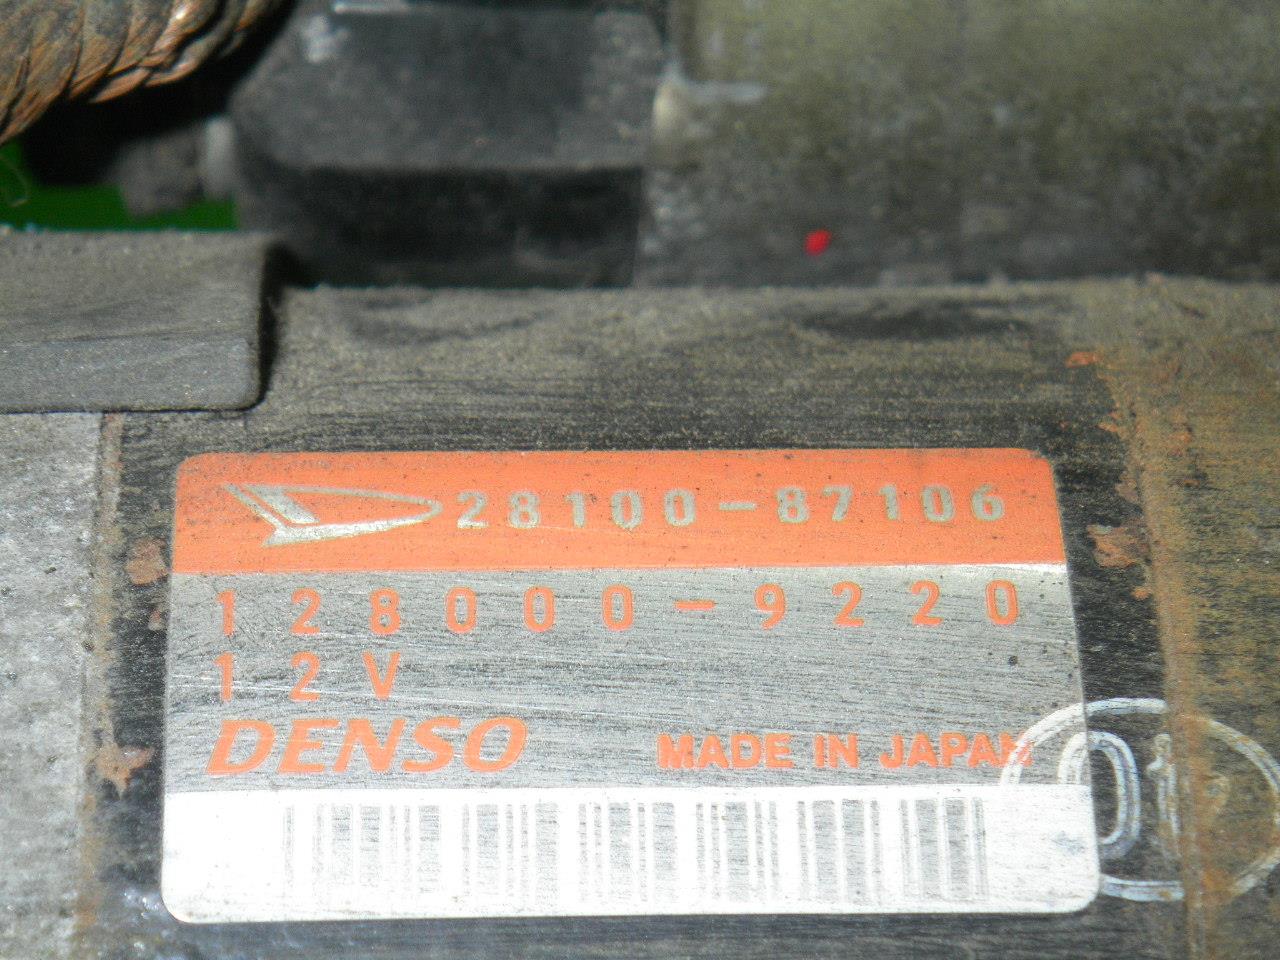 28100-87106
128000-9220
12V
DENSO MADE IN JAPAN